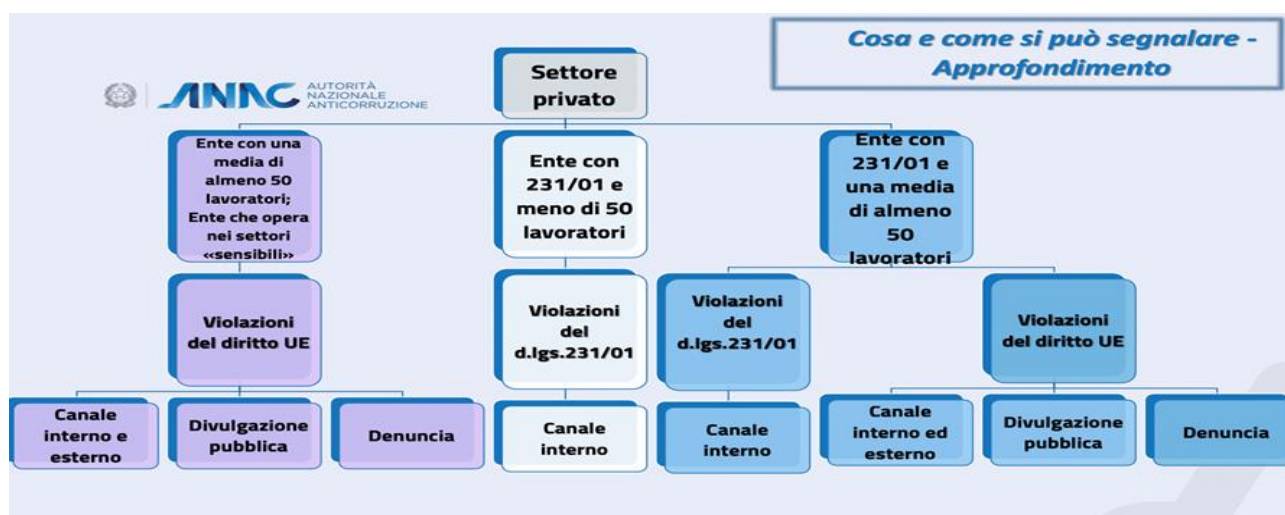 Cosa e come si può segnalare -
Approfondimento
ANAC
AUTORITÀ
NAZIONALE
ANTICORRUZIONE
Settore
privato
Ente con una
media di
almeno 50
lavoratori;
Ente che opera
nei settori
«sensibili»
Ente con
231/01 e
meno di 50
lavoratori
Ente con
231/01 e
una media
di almeno
50
lavoratori
Violazioni
del diritto UE
Violazioni
del
d.lgs.231/01
Violazioni
del
d.lgs.231/01
Violazioni
del diritto UE
Canale
interno e
esterno
Divulgazione
pubblica
Denuncia
Canale
interno
Canale
interno
Canale
interno ed
esterno
Divulgazione
pubblica
Denuncia